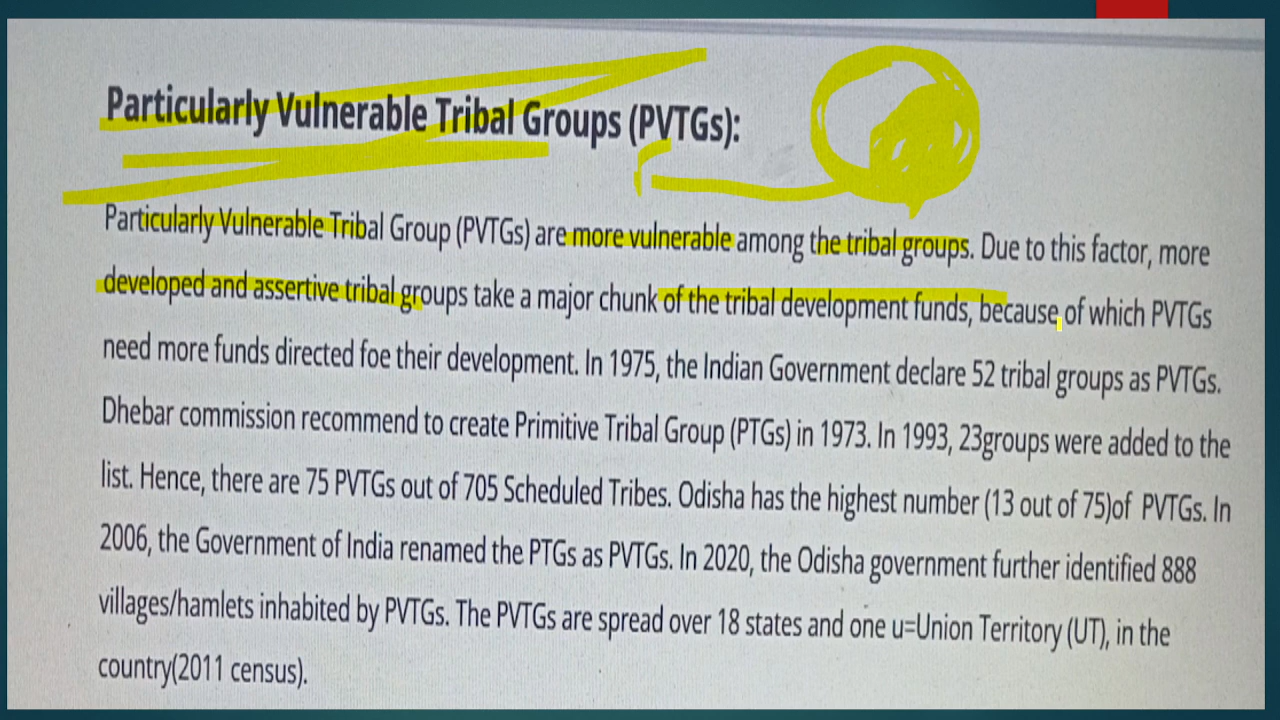 Particularly Vulnerable Tribal Groups (PVTGs):
Particularly Vulnerable Tribal Group (PVTGs) are more vulnerable among the tribal groups. Due to this factor, more
developed and assertive tribal groups take a major chunk of the tribal development funds, because of which PVTGs
need more funds directed foe their development. In 1975, the Indian Government declare 52 tribal groups as PVTGs.
Dhebar commission recommend to create Primitive Tribal Group (PTGs) in 1973. In 1993, 23groups were added to the
list. Hence, there are 75 PVTGs out of 705 Scheduled Tribes. Odisha has the highest number (13 out of 75)of PVTGs. In
2006, the Government of India renamed the PTGs as PVTGs. In 2020, the Odisha government further identified 888
villages/hamlets inhabited by PVTGs. The PVTGs are spread over 18 states and one u=Union Territory (UT), in the
country(2011 census).